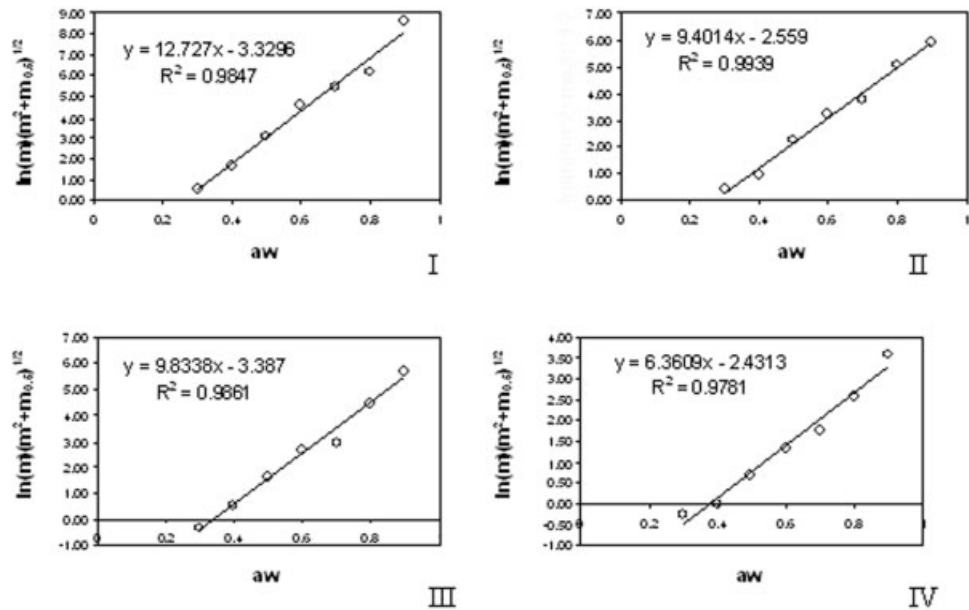 y = 12.727x - 3.3296
R² = 0.9847
ln(m)(m²+m₀,₅)¹/²
9.00
8.00
7.00
6.00
5.00
4.00
3.00
2.00
1.00
0.00
0 0.2 0.4 0.6 0.8 1
aw
I
y = 9.4014x - 2.559
R² = 0.9939
ln(m)(m²+m₀,₅)¹/²
7.00
6.00
5.00
4.00
3.00
2.00
1.00
0.00
0 0.2 0.4 0.6 0.8 1
aw
II
y = 9.8338x - 3.387
R² = 0.9861
ln(m)(m²+m₀,₅)¹/²
7.00
6.00
5.00
4.00
3.00
2.00
1.00
0.00
-1.00
0 0.2 0.4 0.6 0.8 1
aw
III
y = 6.3609x - 2.4313
R² = 0.9781
ln(m)(m²+m₀,₅)¹/²
4.00
3.50
3.00
2.50
2.00
1.50
1.00
0.50
0.00
-0.50
-1.00
0 0.2 0.4 0.6 0.8 1
aw
IV